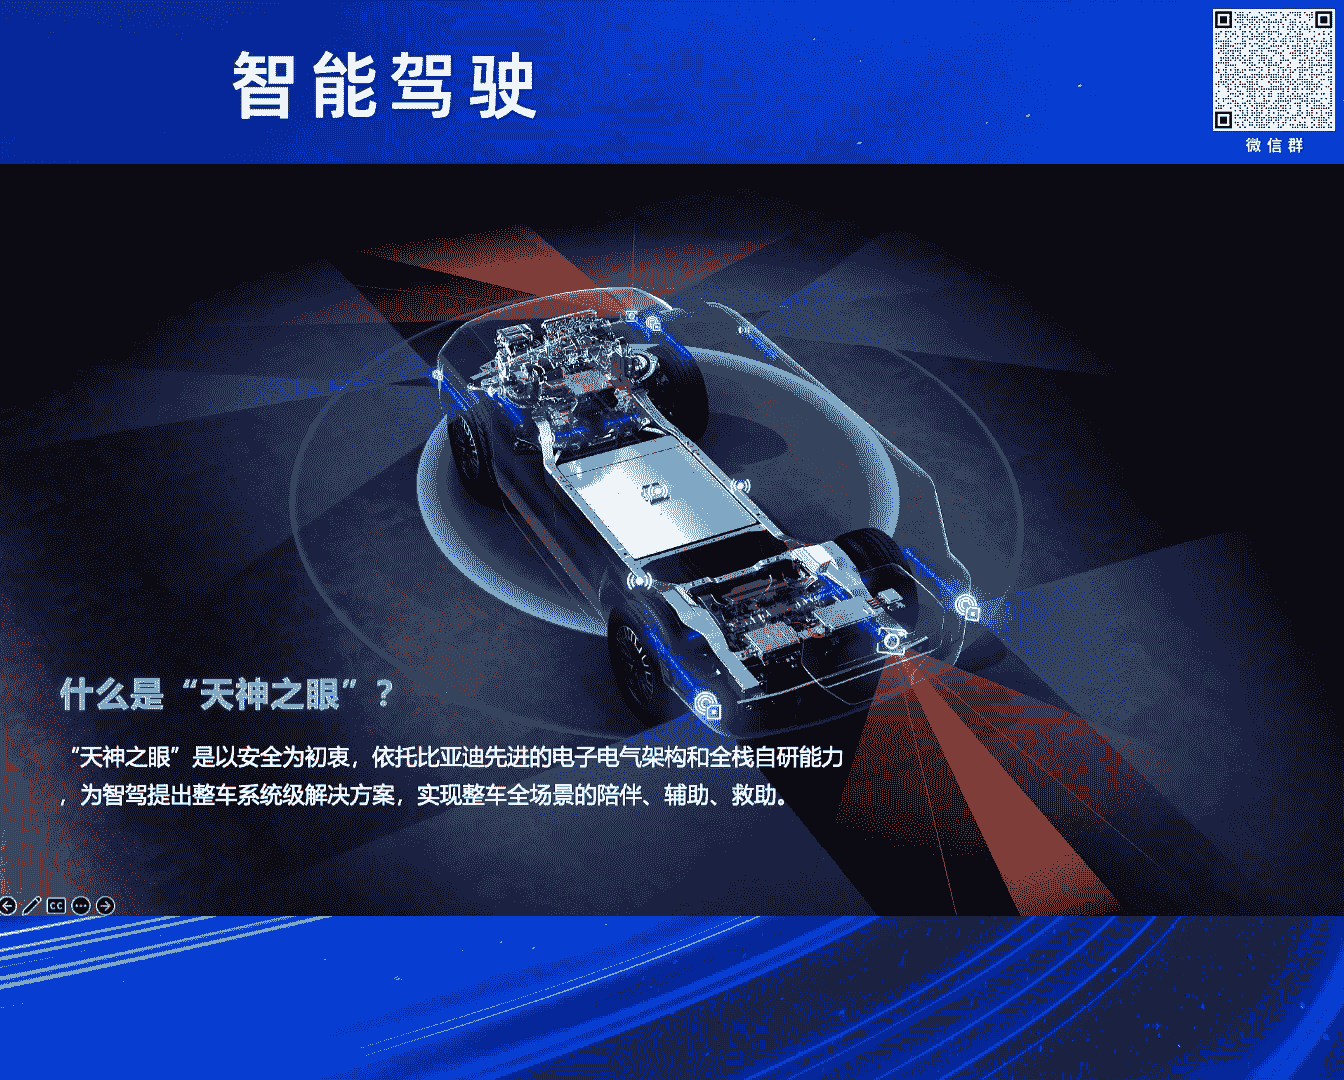 智能驾驶
微信群
什么是“天神之眼”？
“天神之眼”是以安全为初衷，依托比亚迪先进的电子电气架构和全栈自研能力
，为智驾提出整车系统级解决方案，实现整车全场景的陪伴、辅助、救助。
CC